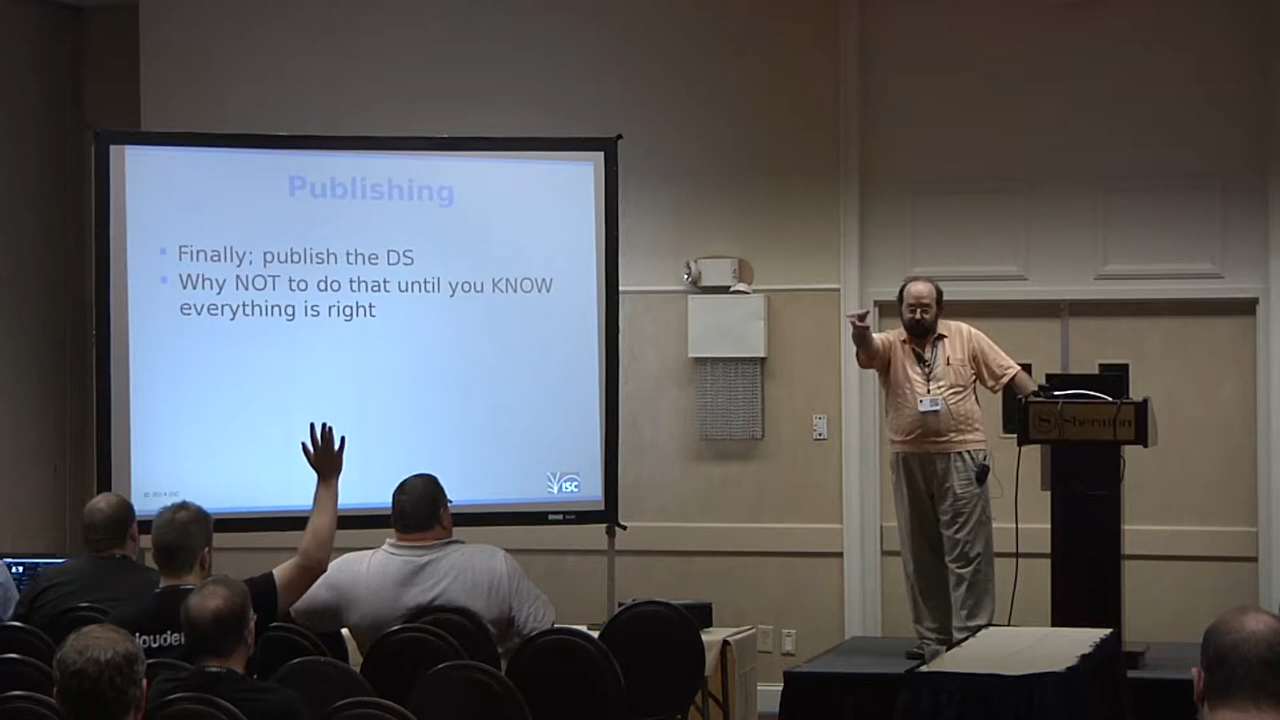 Publishing
Finally; publish the DS
Why NOT to do that until you KNOW
everything is right
ISC
Sheraton